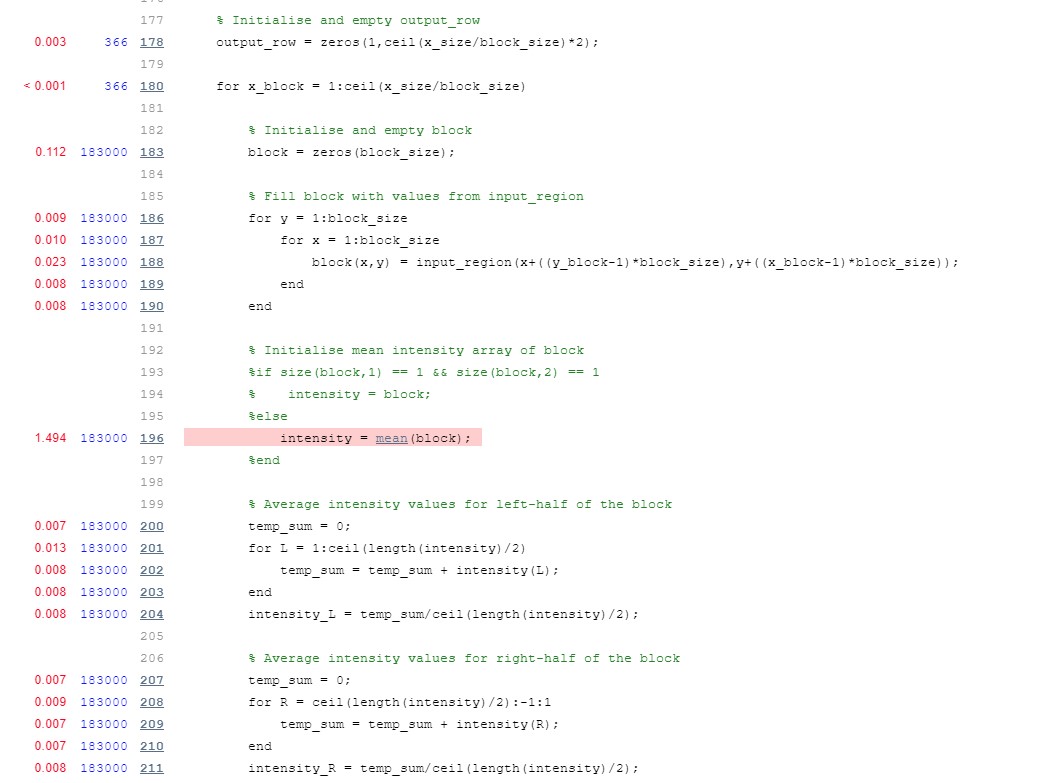 177 % Initialise and empty output_row
0.003 366 178 output_row = zeros(1,ceil(x_size/block_size)*2);
179
< 0.001 366 180 for x_block = 1:ceil(x_size/block_size)
181
182 % Initialise and empty block
0.112 183000 183 block = zeros(block_size);
184
185 % Fill block with values from input_region
0.009 183000 186 for y = 1:block_size
0.010 183000 187 for x = 1:block_size
0.023 183000 188 block(x,y) = input_region(x+((y_block-1)*block_size),y+((x_block-1)*block_size));
0.008 183000 189 end
0.008 183000 190 end
191
192 % Initialise mean intensity array of block
193 %if size(block,1) == 1 && size(block,2) == 1
194 % intensity = block;
195 %else
1.494 183000 196 intensity = mean(block);
197 %end
198
199 % Average intensity values for left-half of the block
0.007 183000 200 temp_sum = 0;
0.013 183000 201 for L = 1:ceil(length(intensity)/2)
0.008 183000 202 temp_sum = temp_sum + intensity(L);
0.008 183000 203 end
0.008 183000 204 intensity_L = temp_sum/ceil(length(intensity)/2);
205
206 % Average intensity values for right-half of the block
0.007 183000 207 temp_sum = 0;
0.009 183000 208 for R = ceil(length(intensity)/2):-1:1
0.007 183000 209 temp_sum = temp_sum + intensity(R);
0.007 183000 210 end
0.008 183000 211 intensity_R = temp_sum/ceil(length(intensity)/2);